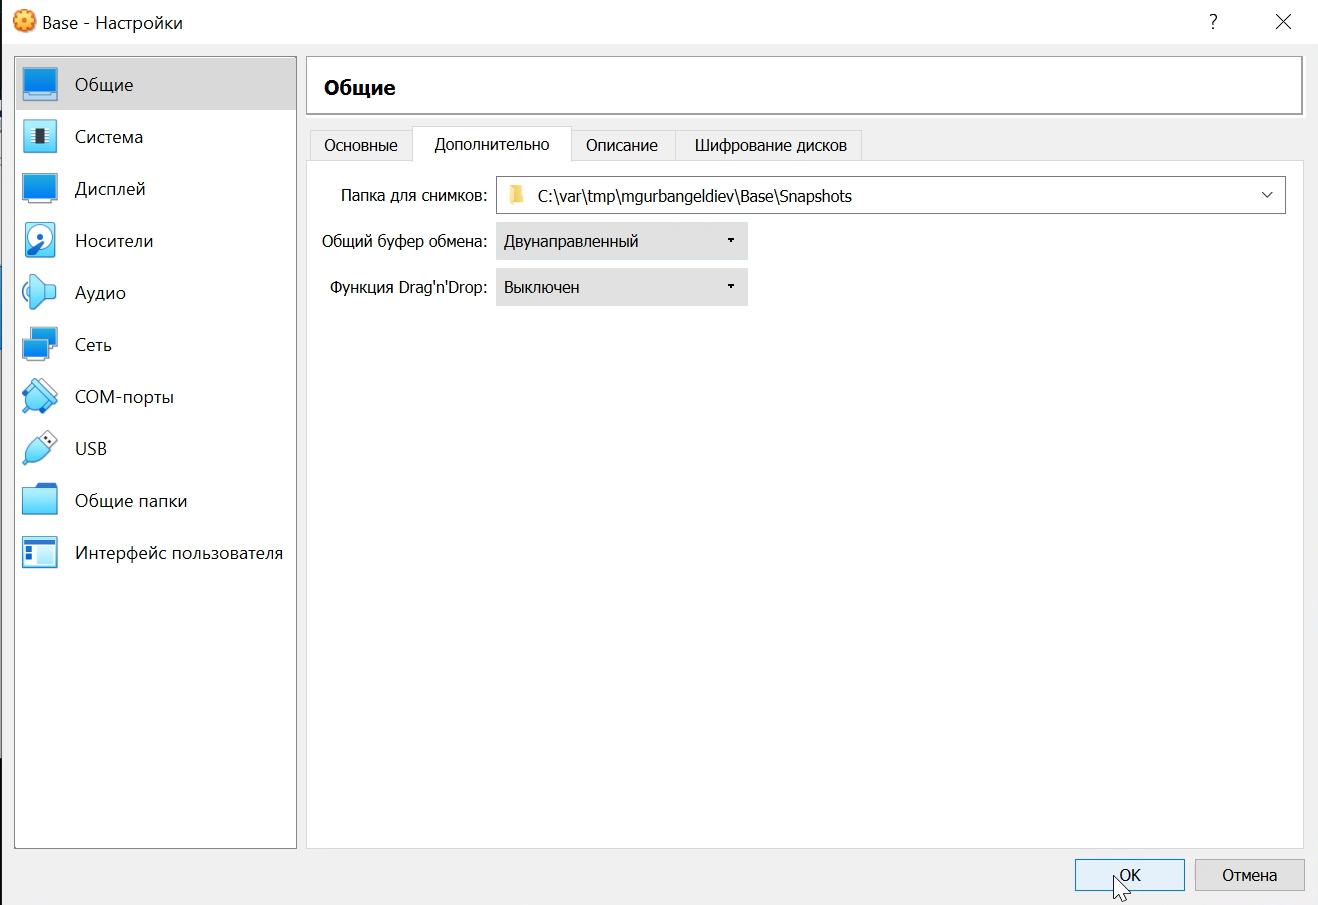 Base - Настройки
?
Общие
Система
Дисплей
Носители
Аудио
Сеть
COM-порты
USB
Общие папки
Интерфейс пользователя
Общие
Основные
Дополнительно
Описание
Шифрование дисков
Папка для снимков: C:\var\tmp\mgurbangeldiev\Base\Snapshots
Общий буфер обмена: Двунаправленный
Функция Drag'n'Drop: Выключен
OK
Отмена